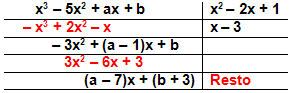 x³ – 5x² + ax + b x² – 2x + 1
– x³ + 2x² – x x – 3
– 3x² + (a – 1)x + b
3x² – 6x + 3
(a – 7)x + (b + 3) Resto